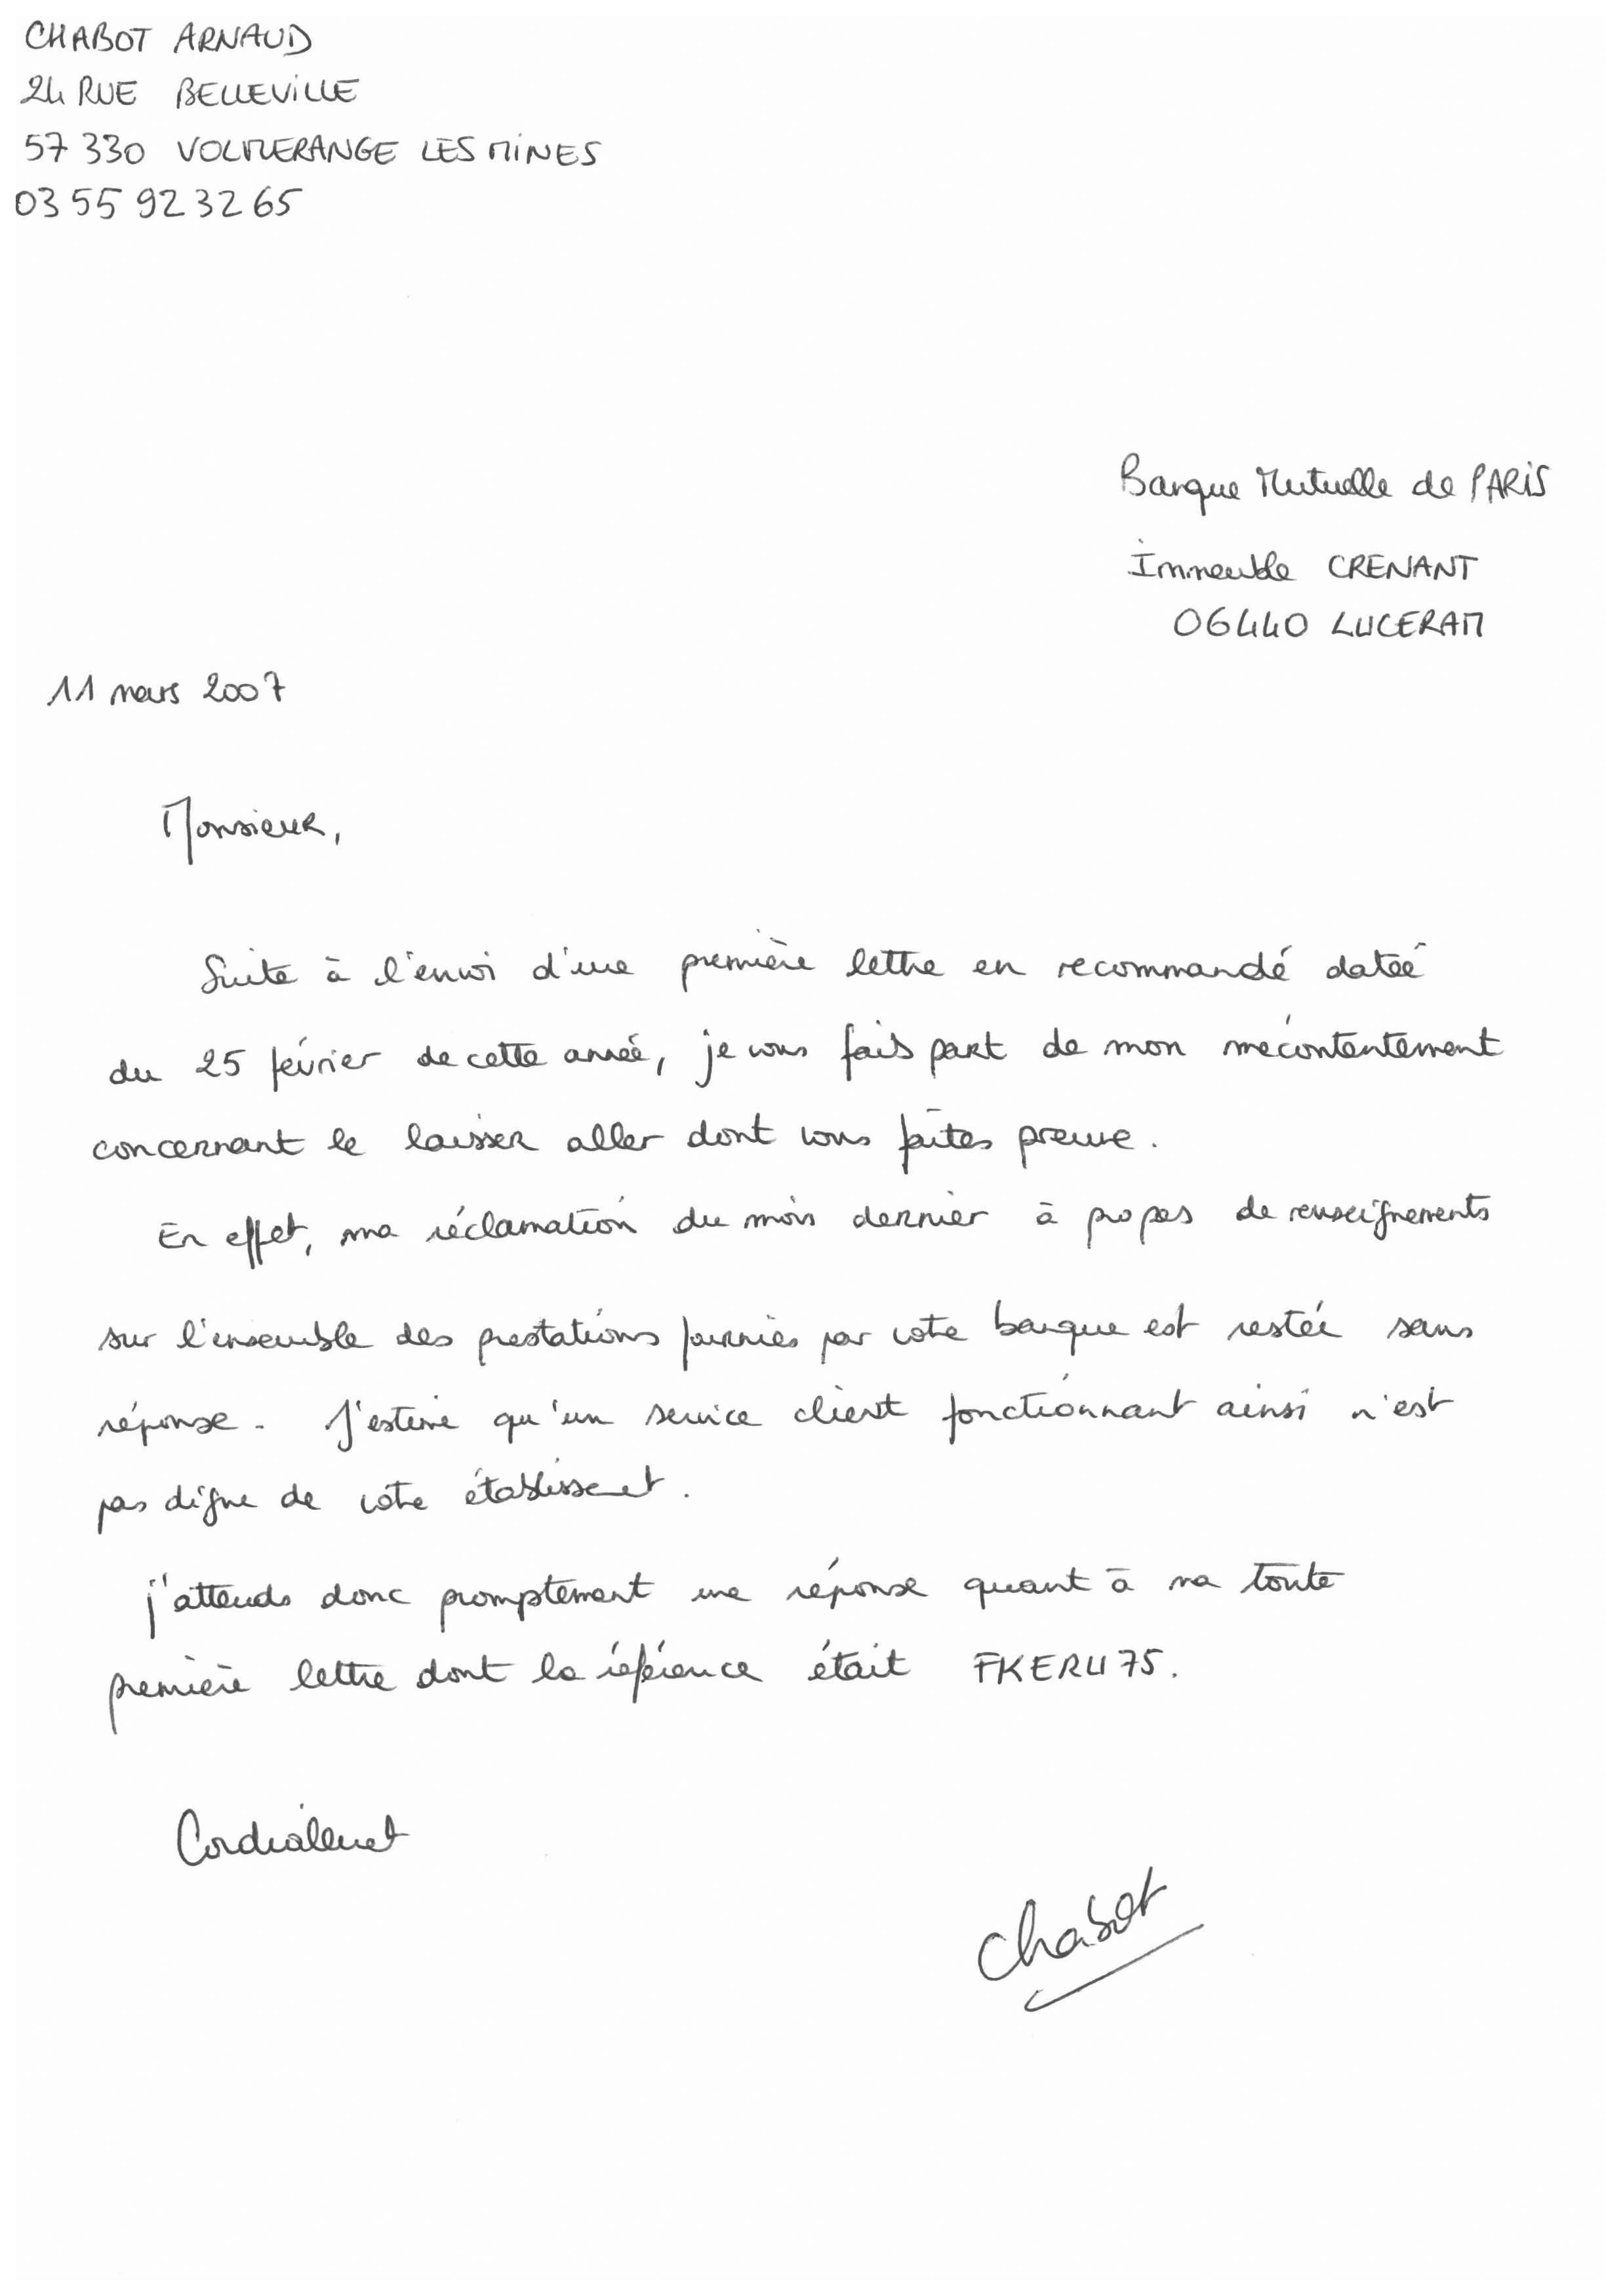 CHABOT ARNAUD
24 RUE BELLEVILLE
57 330 VOLMERANGE LES MINES
03 55 92 32 65
Banque Mutuelle de PARIS
Immeuble CRENANT
06440 LUCERAM
11 mars 2007
Monsieur,
Suite à l'envoi d'une première lettre en recommandé datée
du 25 février de cette année, je vous fais part de mon mécontentement
concernant le laisser aller dont vous faites preuve.
En effet, ma réclamation du mois dernier à propos de renseignements
sur l'ensemble des prestations fournies par votre banque est restée sans
réponse. J'estime qu'un service client fonctionnant ainsi n'est
pas digne de votre établissement.
j'attends donc promptement une réponse quant à ma toute
première lettre dont la référence était FKERU75.
Cordialement
Chabot